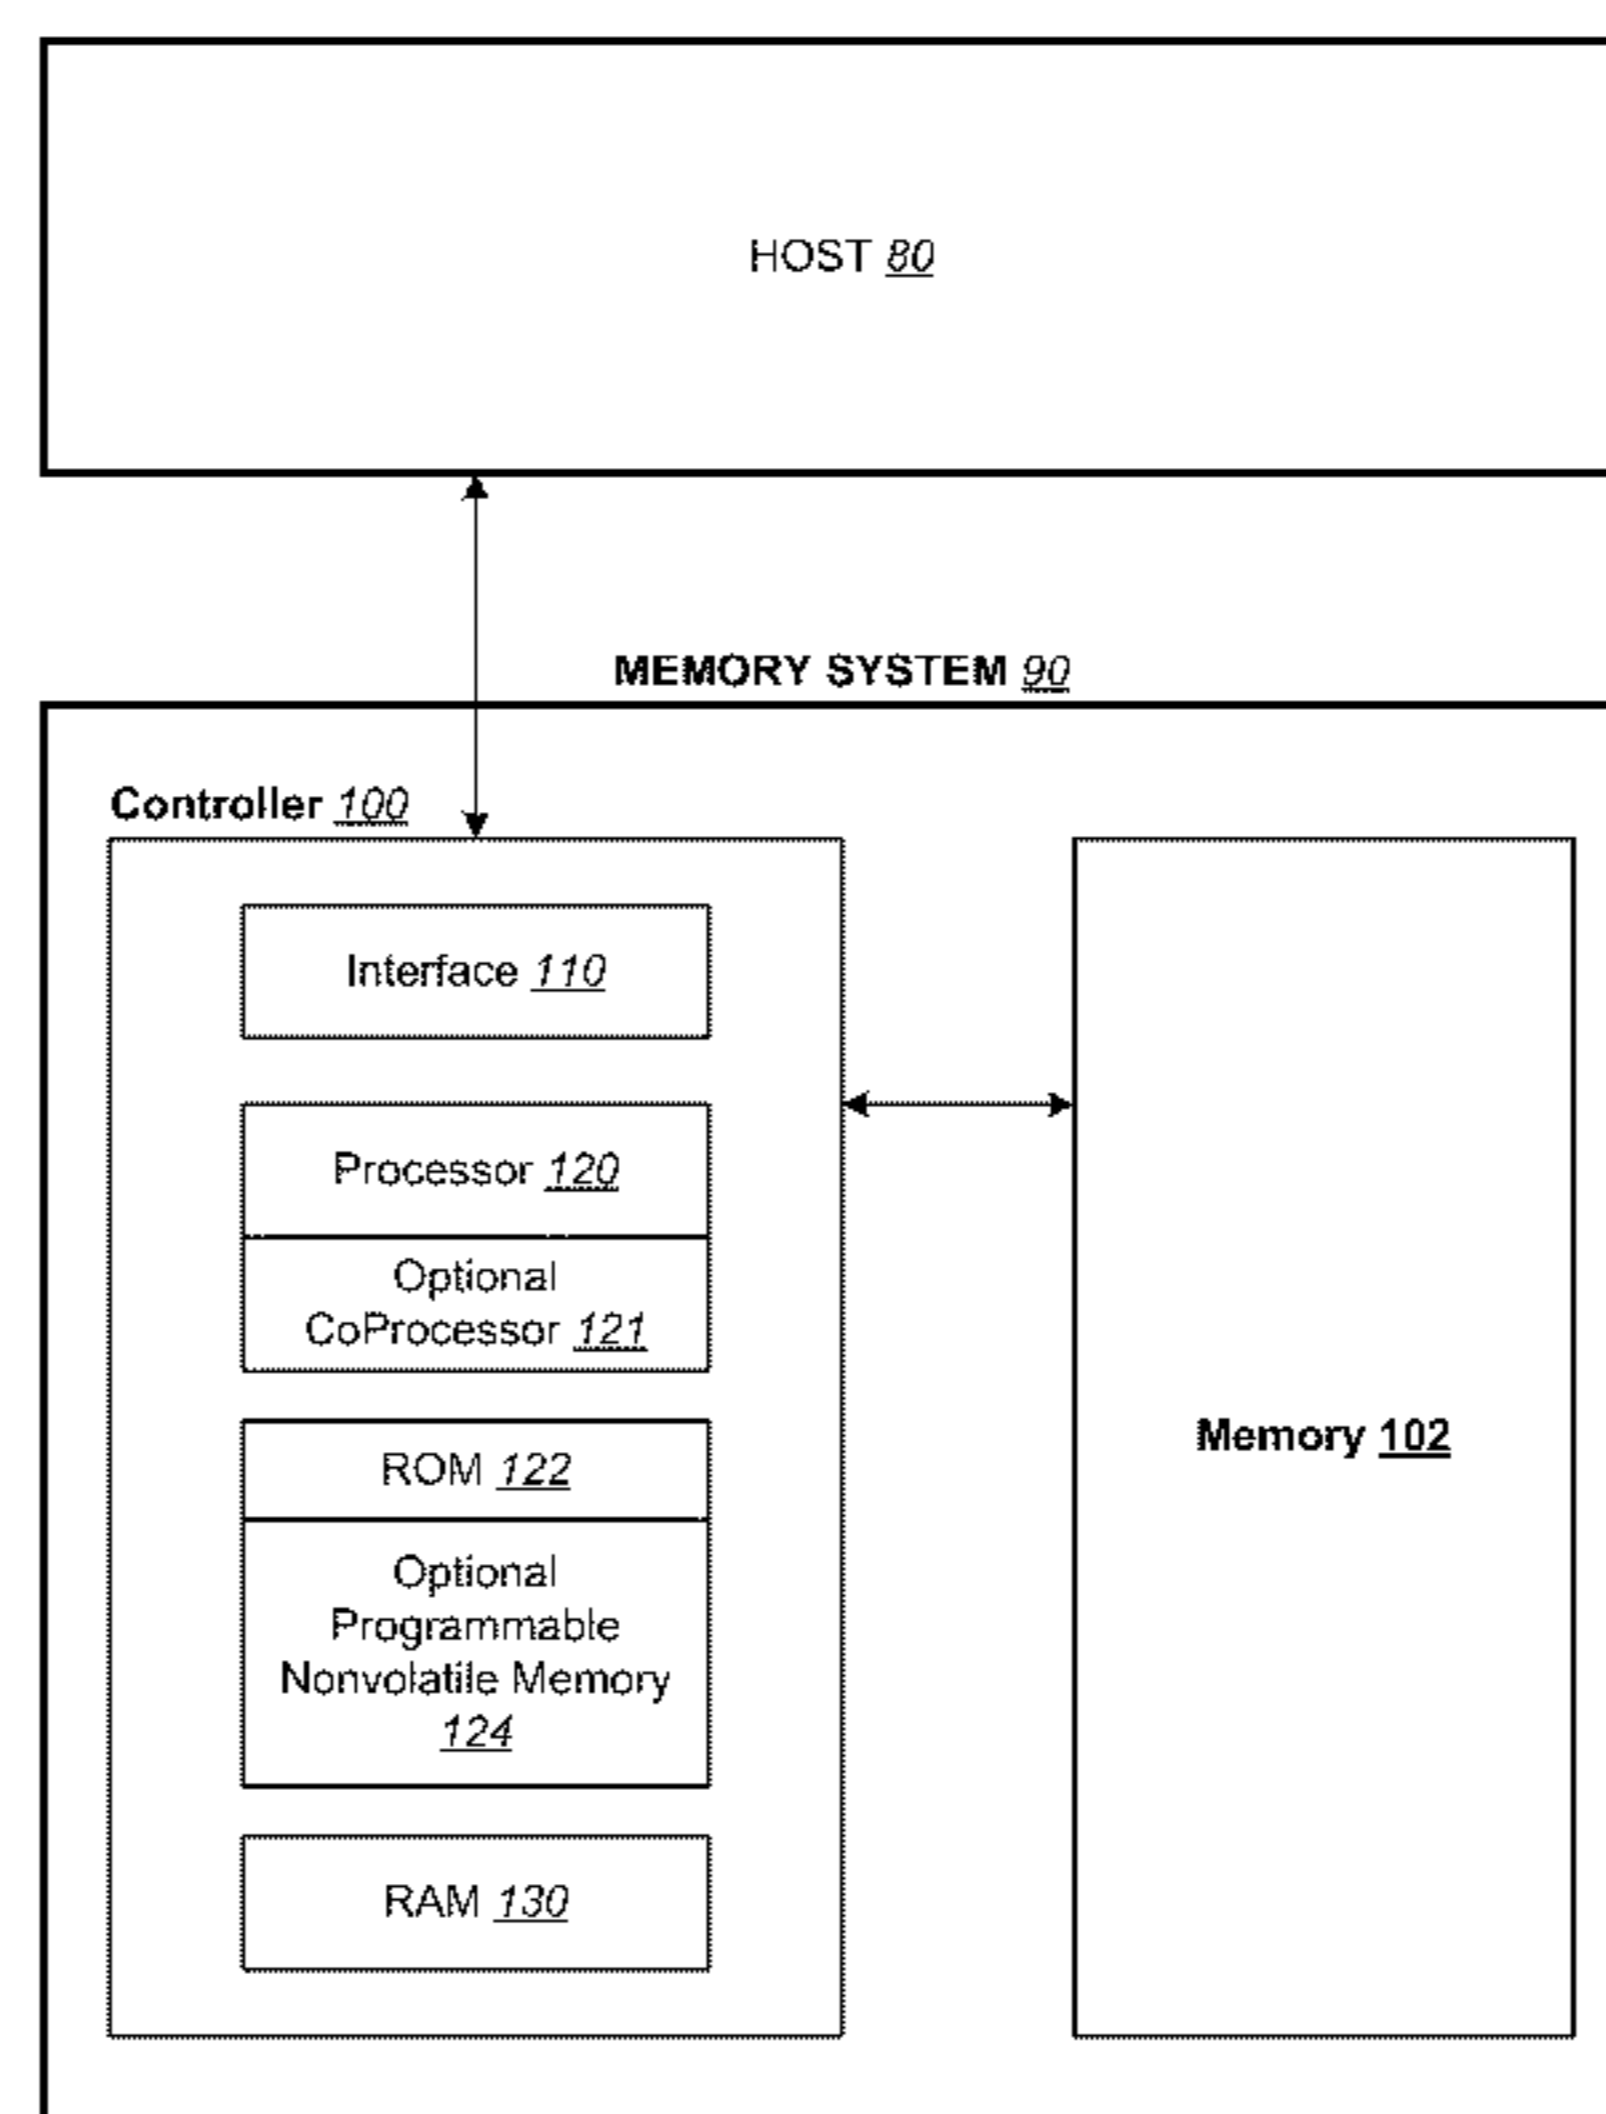 HOST 80
MEMORY SYSTEM 90
Controller 100
Interface 110
Processor 120
Optional
CoProcessor 121
ROM 122
Optional
Programmable
Nonvolatile Memory
124
RAM 130
Memory 102